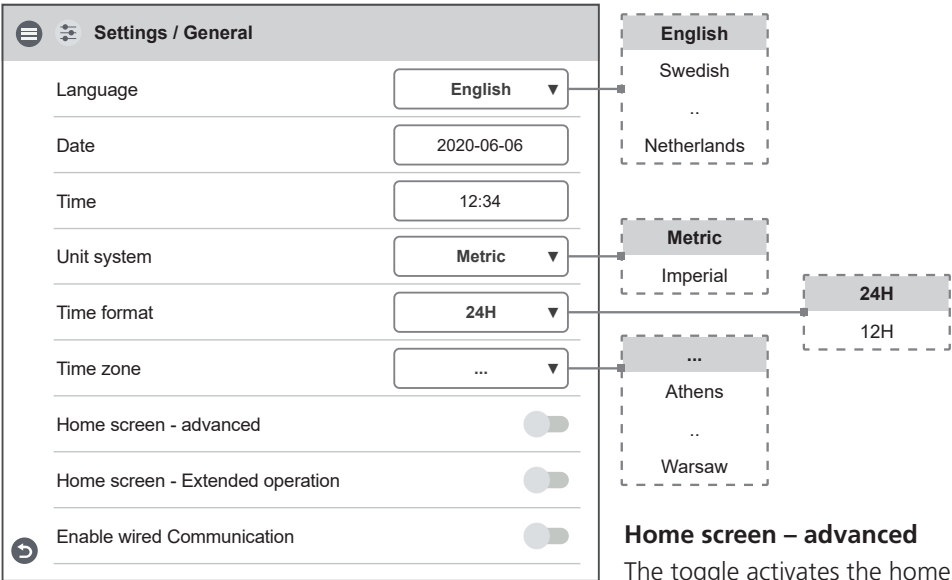 Settings / General
Language
English ▼
Date
2020-06-06
Time
12:34
Unit system
Metric ▼
Time format
24H ▼
Time zone
... ▼
Home screen - advanced
Home screen - Extended operation
Enable wired Communication
English
Swedish
..
Netherlands
Metric
Imperial
24H
12H
...
Athens
..
Warsaw
Home screen – advanced
The toggle activates the home